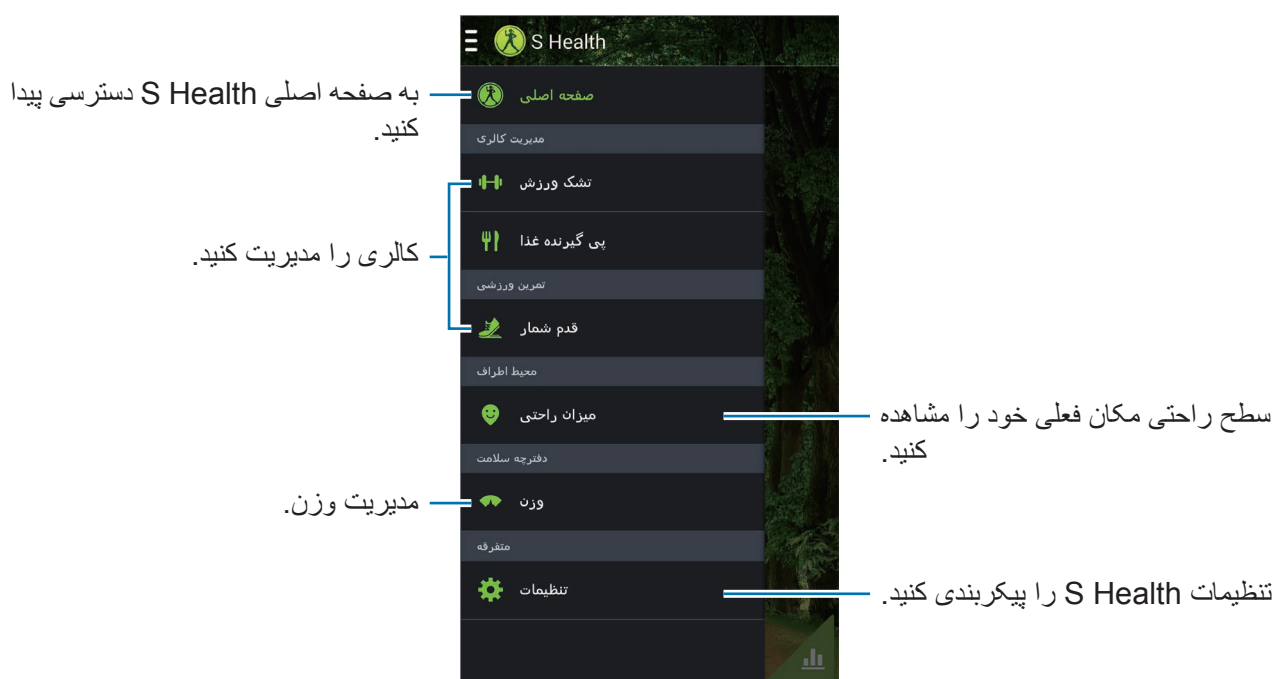 S Health
صفحه اصلی
به صفحه اصلی S Health دسترسی پیدا
کنید.
مدیریت کالری
تشک ورزش
پی گیرنده غذا
کالری را مدیریت کنید.
تمرین ورزشی
قدم شمار
محیط اطراف
میزان راحتی
سطح راحتی مکان فعلی خود را مشاهده
کنید.
دفترچه سلامت
وزن
مدیریت وزن.
متفرقه
تنظیمات
تنظیمات S Health را پیکربندی کنید.